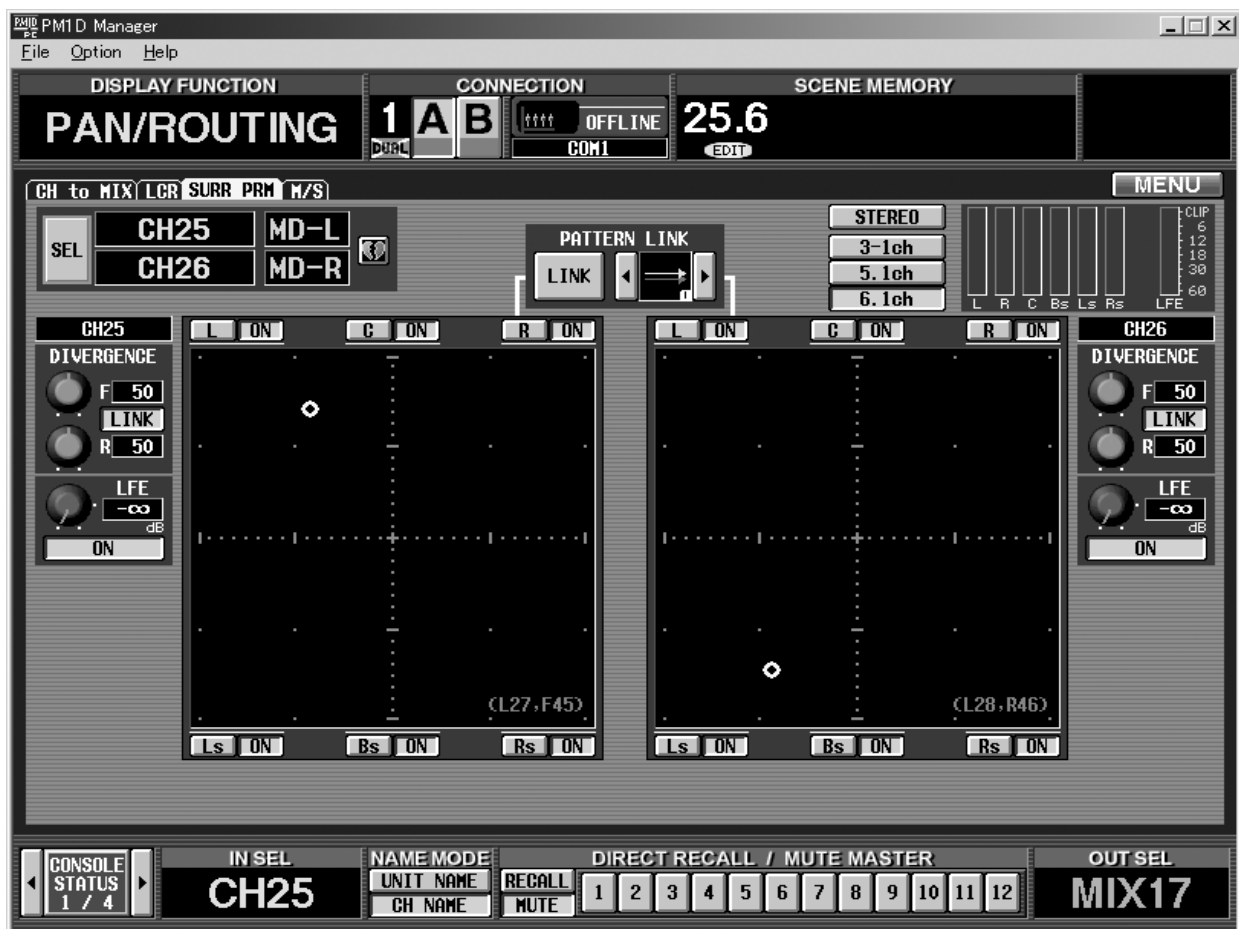 PM1D Manager
File Option Help
DISPLAY FUNCTION CONNECTION SCENE MEMORY
PAN/ROUTING 1 DUAL A B OFFLINE COM1 25.6 EDIT
CH to MIX LCR SURR PRM M/S MENU
SEL CH25 MD-L
CH26 MD-R
PATTERN LINK
LINK 1
STEREO
3-1ch
5.1ch
6.1ch
CLIP
6
12
18
30
60
L R C Bs Ls Rs LFE
CH25
DIVERGENCE
F 50
LINK
R 50
LFE
-∞
dB
ON
L ON C ON R ON
(L27,F45)
Ls ON Bs ON Rs ON
L ON C ON R ON
(L28,R46)
Ls ON Bs ON Rs ON
CH26
DIVERGENCE
F 50
LINK
R 50
LFE
-∞
dB
ON
CONSOLE STATUS 1 / 4
IN SEL
CH25
NAME MODE
UNIT NAME
CH NAME
DIRECT RECALL / MUTE MASTER
RECALL
MUTE
1 2 3 4 5 6 7 8 9 10 11 12
OUT SEL
MIX17